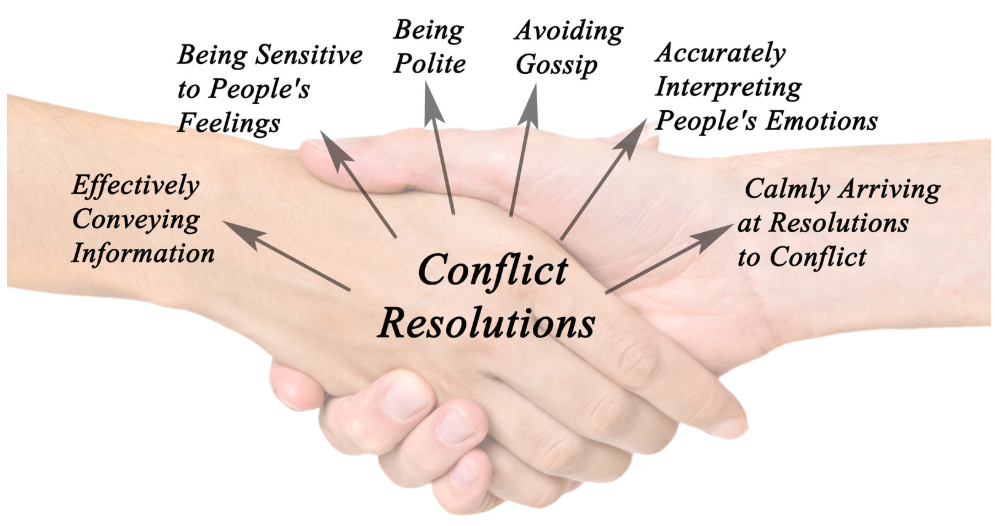 Being
Polite
Avoiding
Gossip
Being Sensitive
to People's
Feelings
Accurately
Interpreting
People's Emotions
Effectively
Conveying
Information
Calmly Arriving
at Resolutions
to Conflict
Conflict
Resolutions